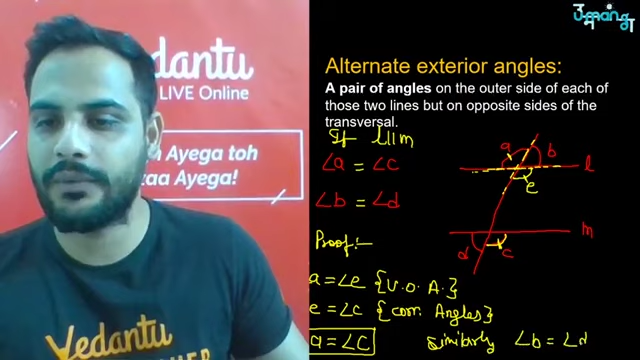 उमंग
vedantu
LIVE Online
Ayega toh
Ayega!
Vedantu
Alternate exterior angles:
A pair of angles on the outer side of each of
those two lines but on opposite sides of the
transversal.
If l||m
∠a = ∠c
∠b = ∠d
Proof:-
a = ∠e {V.O.A.}
e = ∠c {corr. Angles}
a = ∠c
Similarly ∠b = ∠d
a b l
e
m
d c